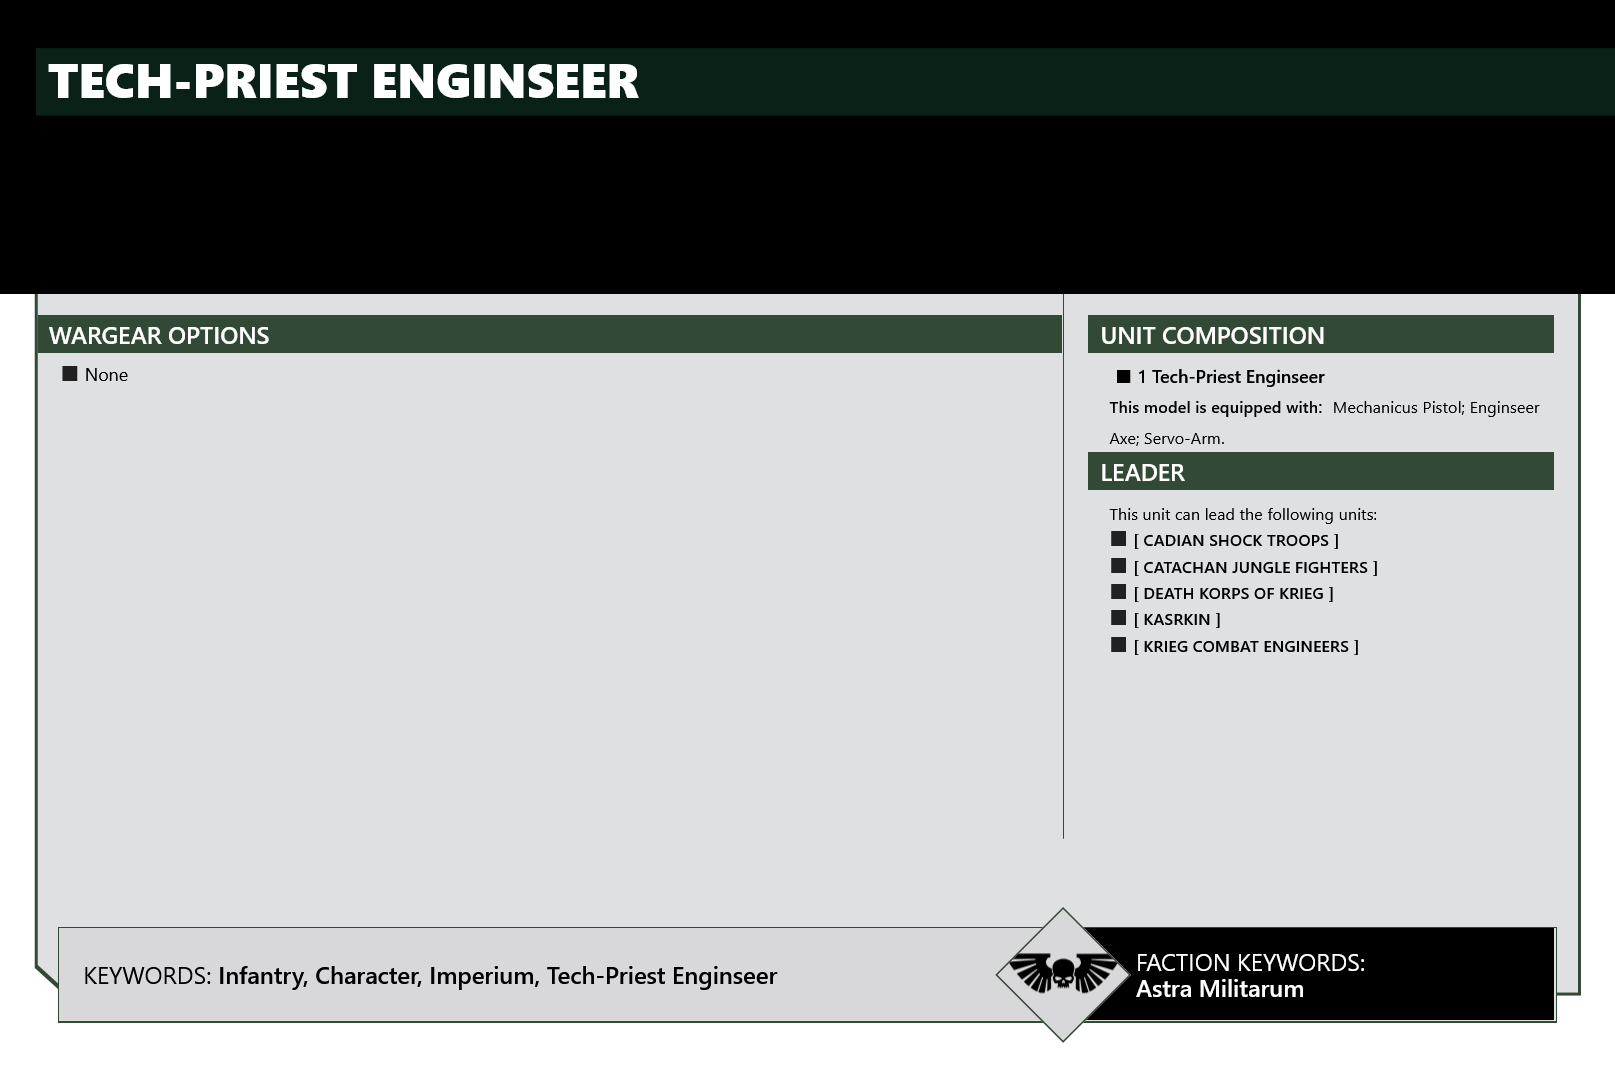 TECH-PRIEST ENGINSEER
WARGEAR OPTIONS
None
UNIT COMPOSITION
1 Tech-Priest Enginseer
This model is equipped with: Mechanicus Pistol; Enginseer
Axe; Servo-Arm.
LEADER
This unit can lead the following units:
[ CADIAN SHOCK TROOPS ]
[ CATACHAN JUNGLE FIGHTERS ]
[ DEATH KORPS OF KRIEG ]
[ KASRKIN ]
[ KRIEG COMBAT ENGINEERS ]
KEYWORDS: Infantry, Character, Imperium, Tech-Priest Enginseer
FACTION KEYWORDS:
Astra Militarum